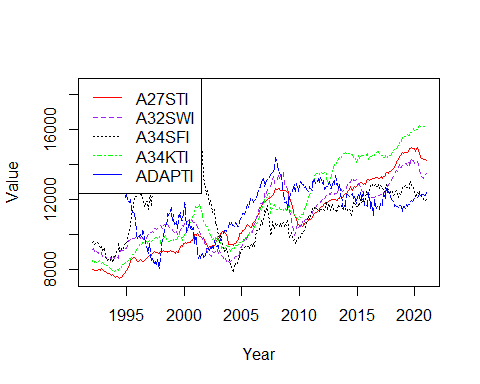 A27STI
A32SWI
A34SFI
A34KTI
ADAPTI
Value
8000
12000
16000
1995
2000
2005
2010
2015
2020
Year